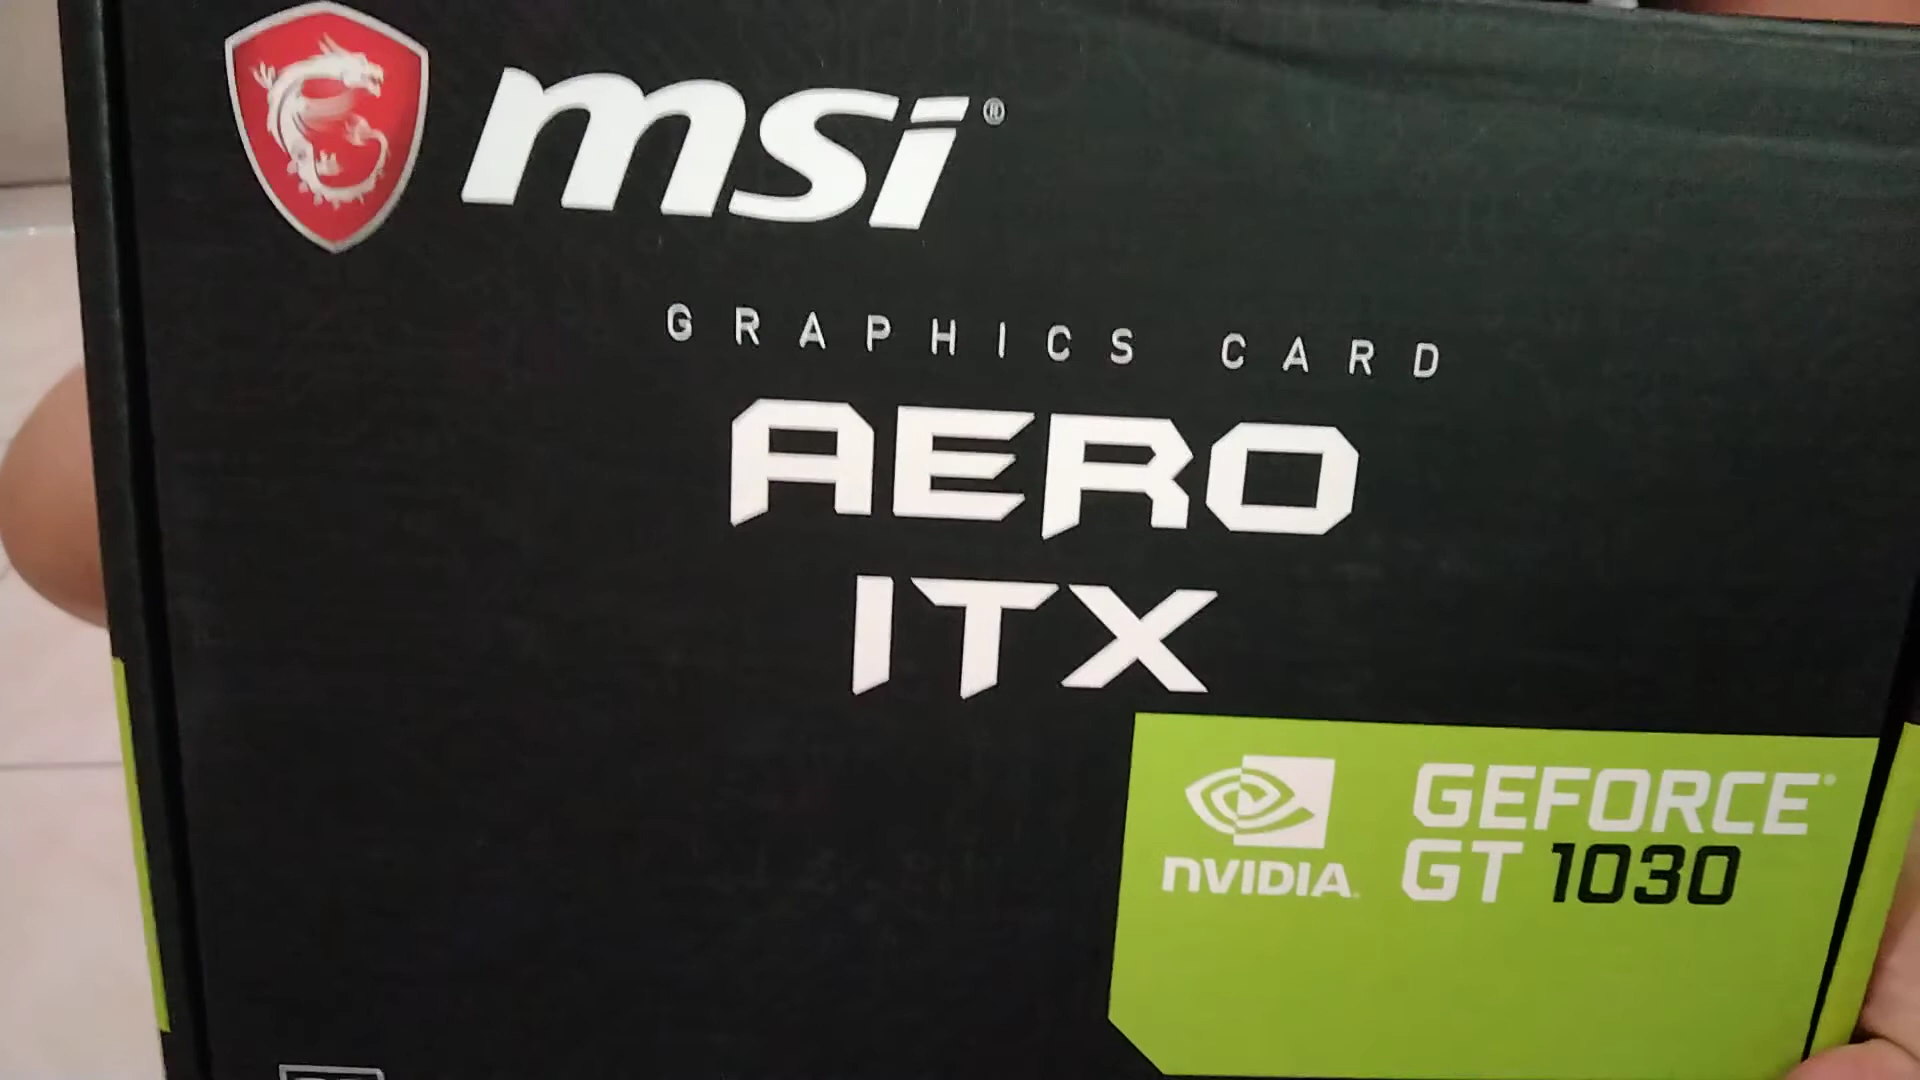 msi®
GRAPHICS CARD
AERO
ITX
NVIDIA.
GEFORCE®
GT 1030